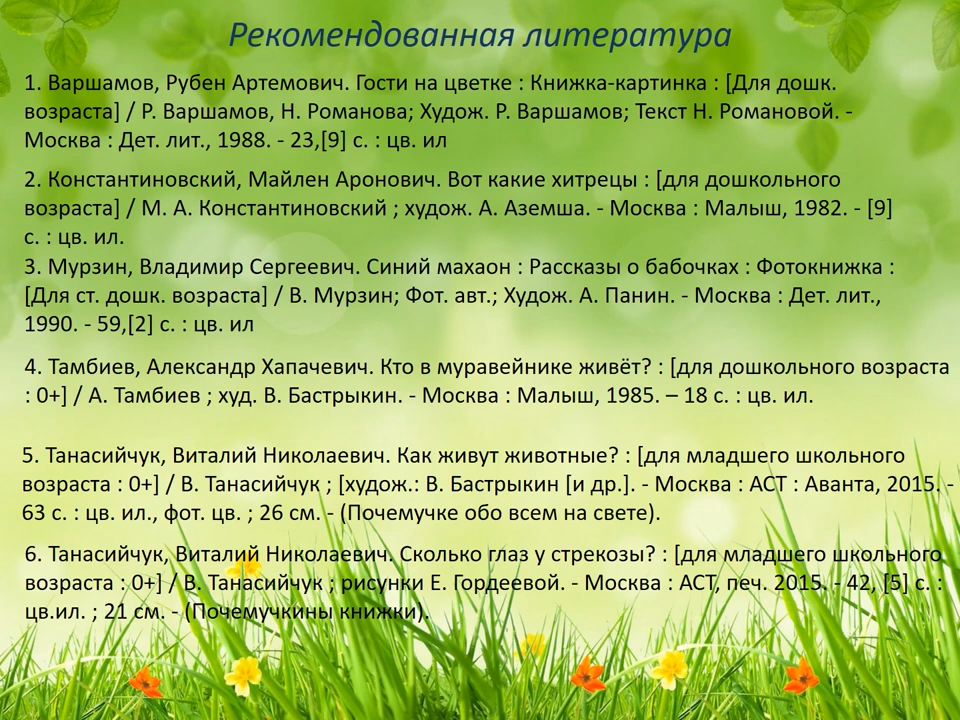 Рекомендованная литература
1. Варшамов, Рубен Артемович. Гости на цветке : Книжка-картинка : [Для дошк.
возраста] / Р. Варшамов, Н. Романова; Худож. Р. Варшамов; Текст Н. Романовой. -
Москва : Дет. лит., 1988. - 23,[9] с. : цв. ил
2. Константиновский, Майлен Аронович. Вот какие хитрецы : [для дошкольного
возраста] / М. А. Константиновский ; худож. А. Аземша. - Москва : Малыш, 1982. - [9]
с. : цв. ил.
3. Мурзин, Владимир Сергеевич. Синий махаон : Рассказы о бабочках : Фотокнижка :
[Для ст. дошк. возраста] / В. Мурзин; Фот. авт.; Худож. А. Панин. - Москва : Дет. лит.,
1990. - 59,[2] с. : цв. ил
4. Тамбиев, Александр Хапачевич. Кто в муравейнике живёт? : [для дошкольного возраста
: 0+] / А. Тамбиев ; худ. В. Бастрыкин. - Москва : Малыш, 1985. – 18 с. : цв. ил.
5. Танасийчук, Виталий Николаевич. Как живут животные? : [для младшего школьного
возраста : 0+] / В. Танасийчук ; [худож.: В. Бастрыкин [и др.]. - Москва : АСТ : Аванта, 2015. -
63 с. : цв. ил., фот. цв. ; 26 см. - (Почемучке обо всем на свете).
6. Танасийчук, Виталий Николаевич. Сколько глаз у стрекозы? : [для младшего школьного
возраста : 0+] / В. Танасийчук ; рисунки Е. Гордеевой. - Москва : АСТ, печ. 2015. - 42, [5] с. :
цв.ил. ; 21 см. - (Почемучкины книжки).